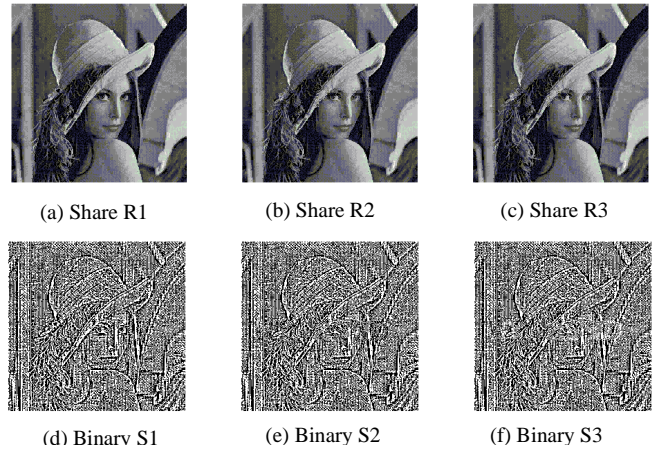 (a) Share R1
(b) Share R2
(c) Share R3
(d) Binary S1
(e) Binary S2
(f) Binary S3